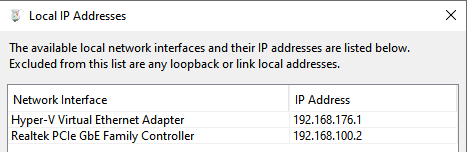 Local IP Addresses
The available local network interfaces and their IP addresses are listed below.
Excluded from this list are any loopback or link local addresses.
Network Interface IP Address
Hyper-V Virtual Ethernet Adapter 192.168.176.1
Realtek PCIe GbE Family Controller 192.168.100.2